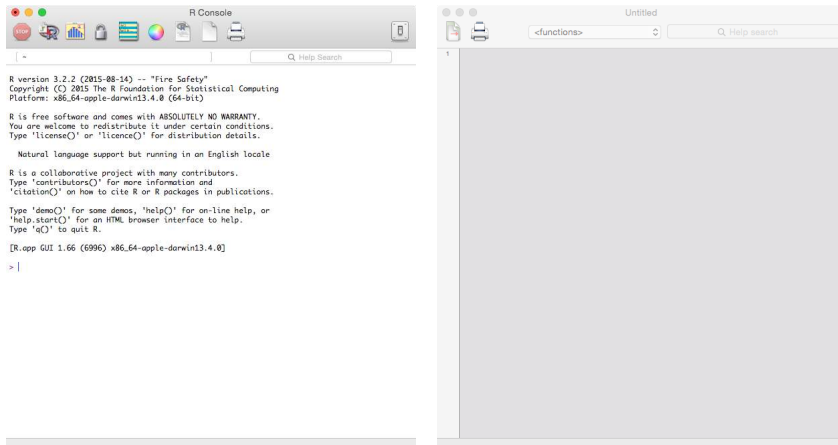 R Console
STOP
Help Search
R version 3.2.2 (2015-08-14) -- "Fire Safety"
Copyright (C) 2015 The R Foundation for Statistical Computing
Platform: x86_64-apple-darwin13.4.0 (64-bit)
R is free software and comes with ABSOLUTELY NO WARRANTY.
You are welcome to redistribute it under certain conditions.
Type 'license()' or 'licence()' for distribution details.
Natural language support but running in an English locale
R is a collaborative project with many contributors.
Type 'contributors()' for more information and
'citation()' on how to cite R or R packages in publications.
Type 'demo()' for some demos, 'help()' for on-line help, or
'help.start()' for an HTML browser interface to help.
Type 'q()' to quit R.
[R.app GUI 1.66 (6996) x86_64-apple-darwin13.4.0]
>
Untitled
<functions>
Help search
1